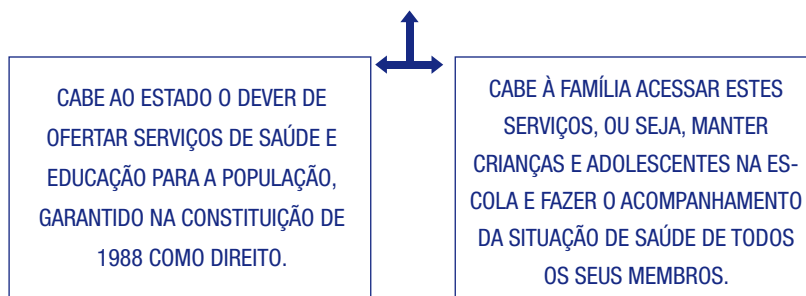 CABE AO ESTADO O DEVER DE
OFERTAR SERVIÇOS DE SAÚDE E
EDUCAÇÃO PARA A POPULAÇÃO,
GARANTIDO NA CONSTITUIÇÃO DE
1988 COMO DIREITO.
CABE À FAMÍLIA ACESSAR ESTES
SERVIÇOS, OU SEJA, MANTER
CRIANÇAS E ADOLESCENTES NA ES-
COLA E FAZER O ACOMPANHAMENTO
DA SITUAÇÃO DE SAÚDE DE TODOS
OS SEUS MEMBROS.